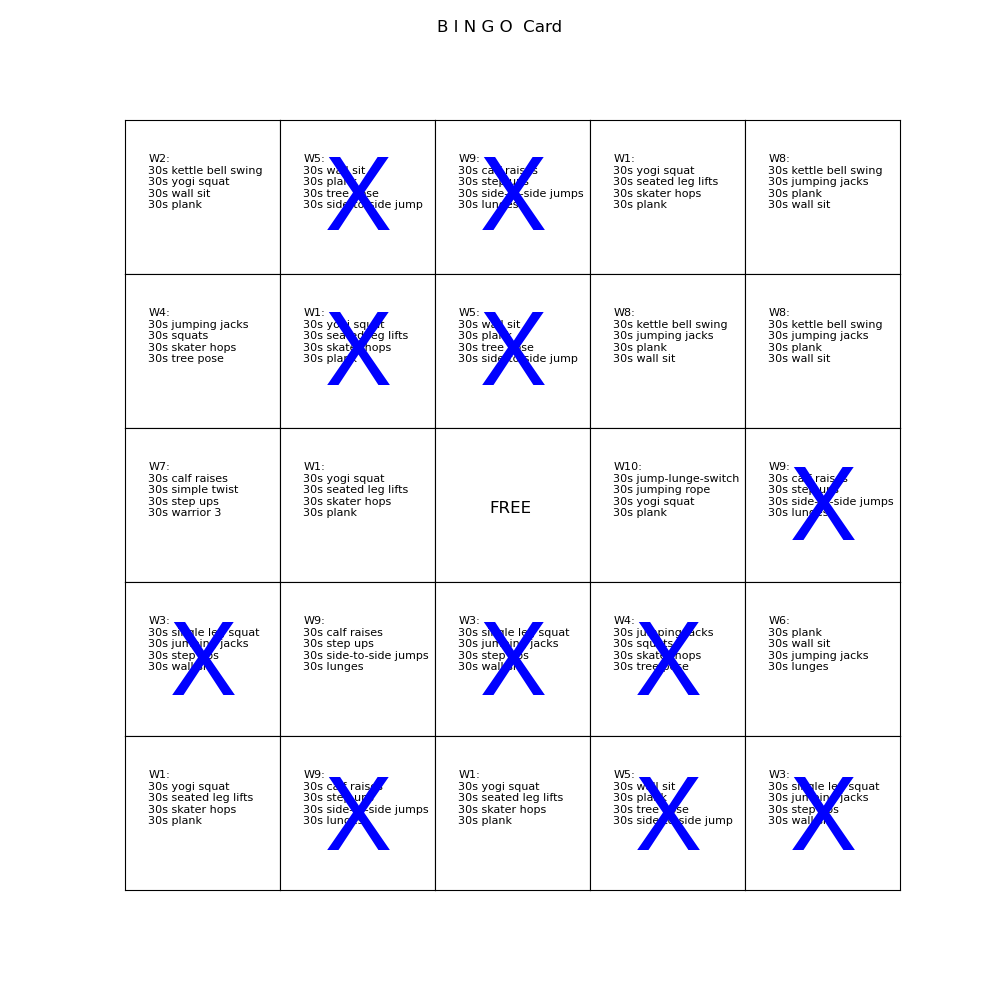 B I N G O  Card
W2:
30s kettle bell swing
30s yogi squat
30s wall sit
30s plank
W5:
30s wall sit
30s plank
30s tree pose
30s side-to-side jump
X
W9:
30s calf raises
30s step ups
30s side-to-side jumps
30s lunges
X
W1:
30s yogi squat
30s seated leg lifts
30s skater hops
30s plank
W8:
30s kettle bell swing
30s jumping jacks
30s plank
30s wall sit
W4:
30s jumping jacks
30s squats
30s skater hops
30s tree pose
W1:
30s yogi squat
30s seated leg lifts
30s skater hops
30s plank
X
W5:
30s wall sit
30s plank
30s tree pose
30s side-to-side jump
X
W8:
30s kettle bell swing
30s jumping jacks
30s plank
30s wall sit
W8:
30s kettle bell swing
30s jumping jacks
30s plank
30s wall sit
W7:
30s calf raises
30s simple twist
30s step ups
30s warrior 3
W1:
30s yogi squat
30s seated leg lifts
30s skater hops
30s plank
FREE
W10:
30s jump-lunge-switch
30s jumping rope
30s yogi squat
30s plank
W9:
30s calf raises
30s step ups
30s side-to-side jumps
30s lunges
X
W3:
30s single leg squat
30s jumping jacks
30s step ups
30s wall sit
X
W9:
30s calf raises
30s step ups
30s side-to-side jumps
30s lunges
W3:
30s single leg squat
30s jumping jacks
30s step ups
30s wall sit
X
W4:
30s jumping jacks
30s squats
30s skater hops
30s tree pose
X
W6:
30s plank
30s wall sit
30s jumping jacks
30s lunges
W1:
30s yogi squat
30s seated leg lifts
30s skater hops
30s plank
W9:
30s calf raises
30s step ups
30s side-to-side jumps
30s lunges
X
W1:
30s yogi squat
30s seated leg lifts
30s skater hops
30s plank
W5:
30s wall sit
30s plank
30s tree pose
30s side-to-side jump
X
W3:
30s single leg squat
30s jumping jacks
30s step ups
30s wall sit
X